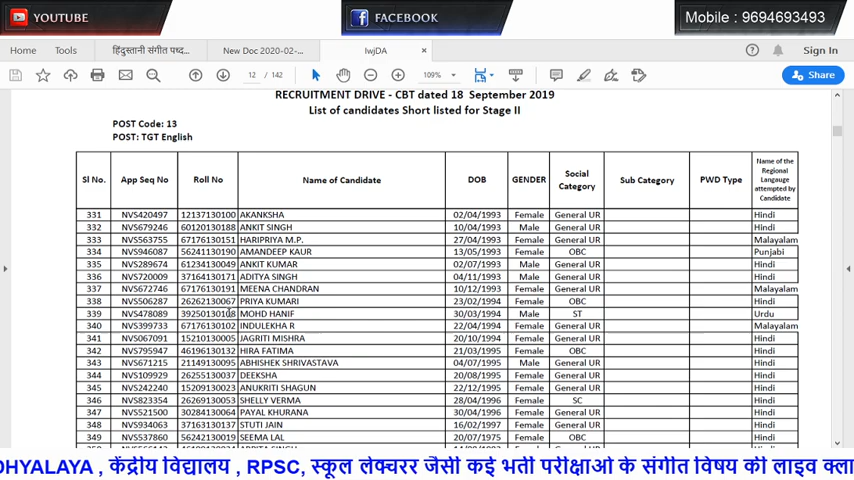 YOUTUBE
FACEBOOK
Mobile : 9694693493
Home Tools हिंदुस्तानी संगीत पध्द... New Doc 2020-02-... IwjDA × Sign In
12 / 142 109% Share
RECRUITMENT DRIVE - CBT dated 18 September 2019
List of candidates Short listed for Stage II
POST Code: 13
POST: TGT English
Sl No. App Seq No Roll No Name of Candidate DOB GENDER Social Category Sub Category PWD Type Name of the Regional Langauge attempted by Candidate
331 NVS420497 12137130100 AKANKSHA 02/04/1993 Female General UR Hindi
332 NVS679246 60120130188 ANKIT SINGH 10/04/1993 Male General UR Hindi
333 NVS563755 67176130151 HARIPRIYA M.P. 27/04/1993 Female General UR Malayalam
334 NVS946087 56241130190 AMANDEEP KAUR 13/05/1993 Female OBC Punjabi
335 NVS289674 61234130049 ANKIT KUMAR 02/07/1993 Male General UR Hindi
336 NVS720009 37164130171 ADITYA SINGH 04/11/1993 Male General UR Hindi
337 NVS672746 67176130191 MEENA CHANDRAN 10/12/1993 Female General UR Malayalam
338 NVS506287 26262130067 PRIYA KUMARI 23/02/1994 Female OBC Hindi
339 NVS478089 39250130108 MOHD HANIF 30/03/1994 Male ST Urdu
340 NVS399733 67176130102 INDULEKHA R 22/04/1994 Female General UR Malayalam
341 NVS067091 15210130005 JAGRITI MISHRA 20/10/1994 Female General UR Hindi
342 NVS795947 46196130132 HIRA FATIMA 21/03/1995 Female OBC Hindi
343 NVS671215 21149130095 ABHISHEK SHRIVASTAVA 04/07/1995 Male General UR Hindi
344 NVS109929 26255130037 DEEKSHA 20/08/1995 Female General UR Hindi
345 NVS242240 15209130023 ANUKRITI SHAGUN 22/12/1995 Female General UR Hindi
346 NVS823354 26269130053 SHELLY VERMA 28/04/1996 Female SC Hindi
347 NVS521500 30284130064 PAYAL KHURANA 30/04/1996 Female General UR Hindi
348 NVS934063 37163130137 STUTI JAIN 16/02/1997 Female General UR Hindi
349 NVS537860 56242130019 SEEMA LAL 20/07/1975 Female OBC Hindi
DHYALAYA , केंद्रीय विद्यालय , RPSC, स्कूल लेक्चरर जैसी कई भर्ती परीक्षाओं के संगीत विषय की लाइव क्ला